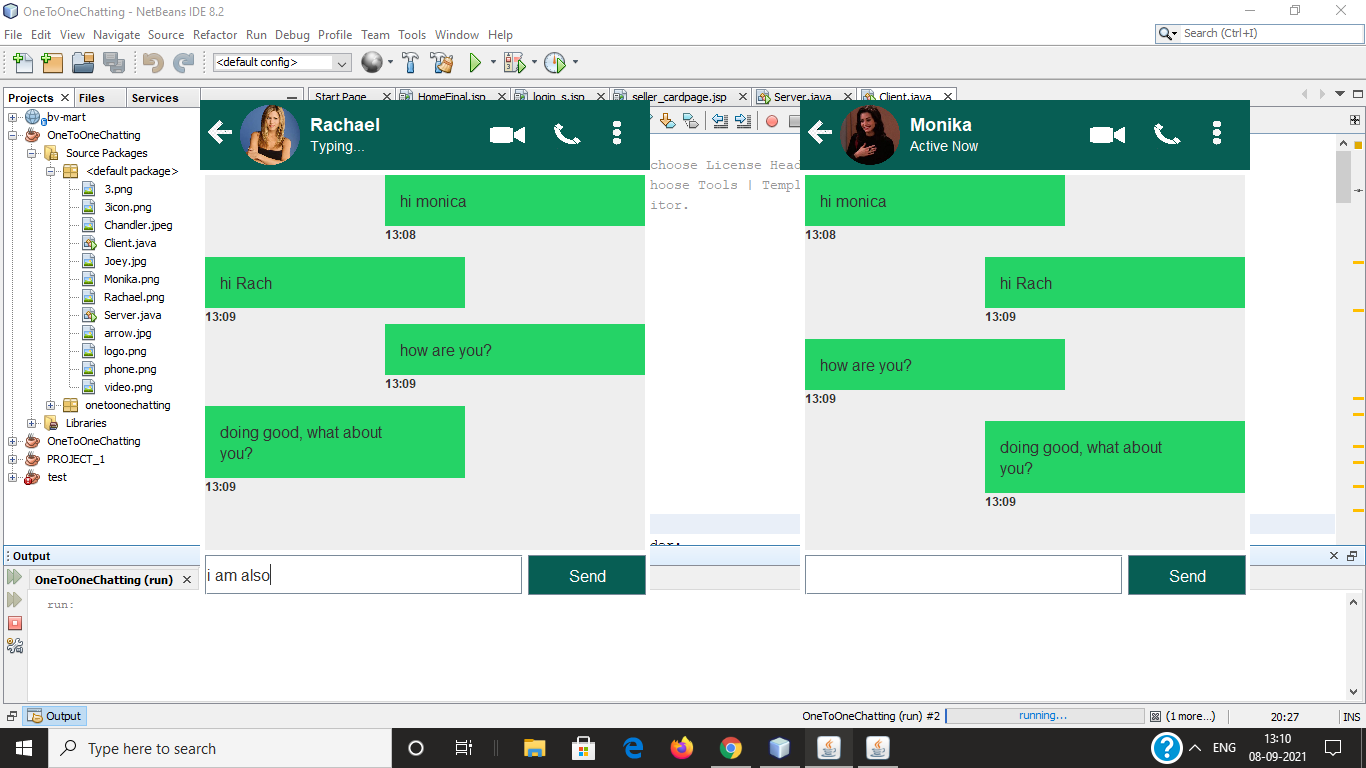 OneToOneChatting - NetBeans IDE 8.2
File Edit View Navigate Source Refactor Run Debug Profile Team Tools Window Help
Search (Ctrl+I)
<default config>
Projects Files Services
Start Page HomeFinal.jsp login_s.jsp seller_cardpage.jsp Server.java Client.java
bv-mart
OneToOneChatting
Source Packages
<default package>
3.png
3icon.png
Chandler.jpeg
Client.java
Joey.jpg
Monika.png
Rachael.png
Server.java
arrow.jpg
logo.png
phone.png
video.png
onetoonechatting
Libraries
OneToOneChatting
PROJECT_1
test
Rachael
Typing...
hi monica
13:08
hi Rach
13:09
how are you?
13:09
doing good, what about
you?
13:09
i am also
Send
choose License Head
hoose Tools | Templ
itor.
Monika
Active Now
hi monica
13:08
hi Rach
13:09
how are you?
13:09
doing good, what about
you?
13:09
Send
Output
OneToOneChatting (run)
run:
Output
OneToOneChatting (run) #2 running... (1 more...) 20:27 INS
Type here to search
ENG
13:10
08-09-2021